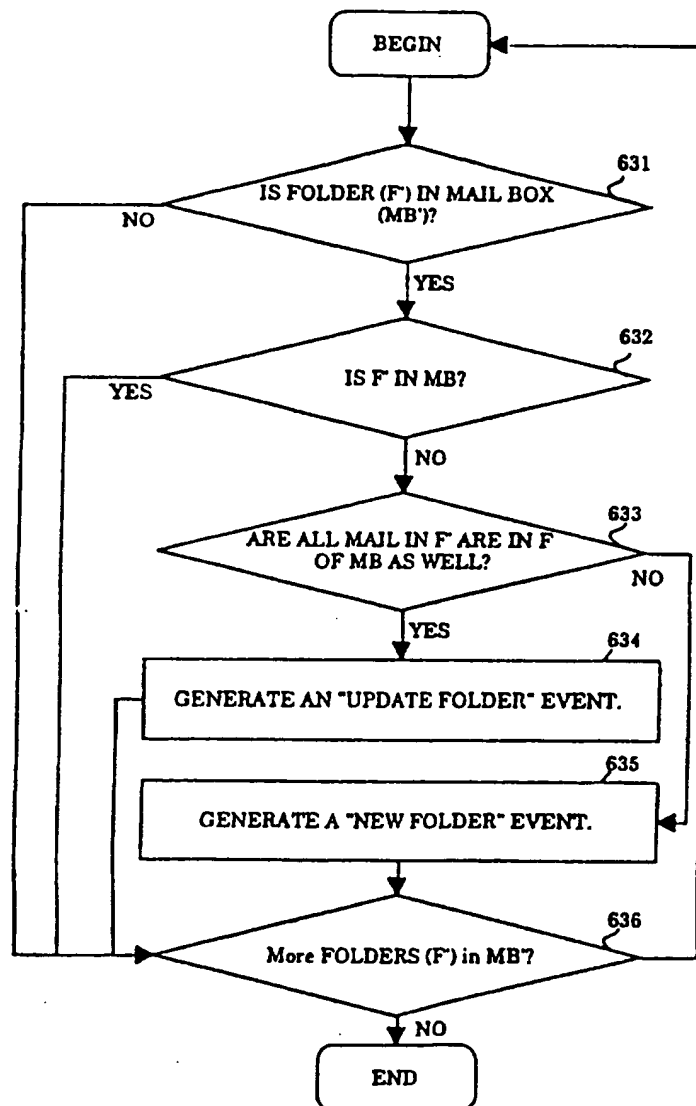 BEGIN
631
IS FOLDER (F') IN MAIL BOX
(MB')?
NO
YES
632
IS F' IN MB?
YES
NO
633
ARE ALL MAIL IN F' ARE IN F
OF MB AS WELL?
NO
YES
634
GENERATE AN "UPDATE FOLDER" EVENT.
635
GENERATE A "NEW FOLDER" EVENT.
636
More FOLDERS (F') in MB'?
NO
END